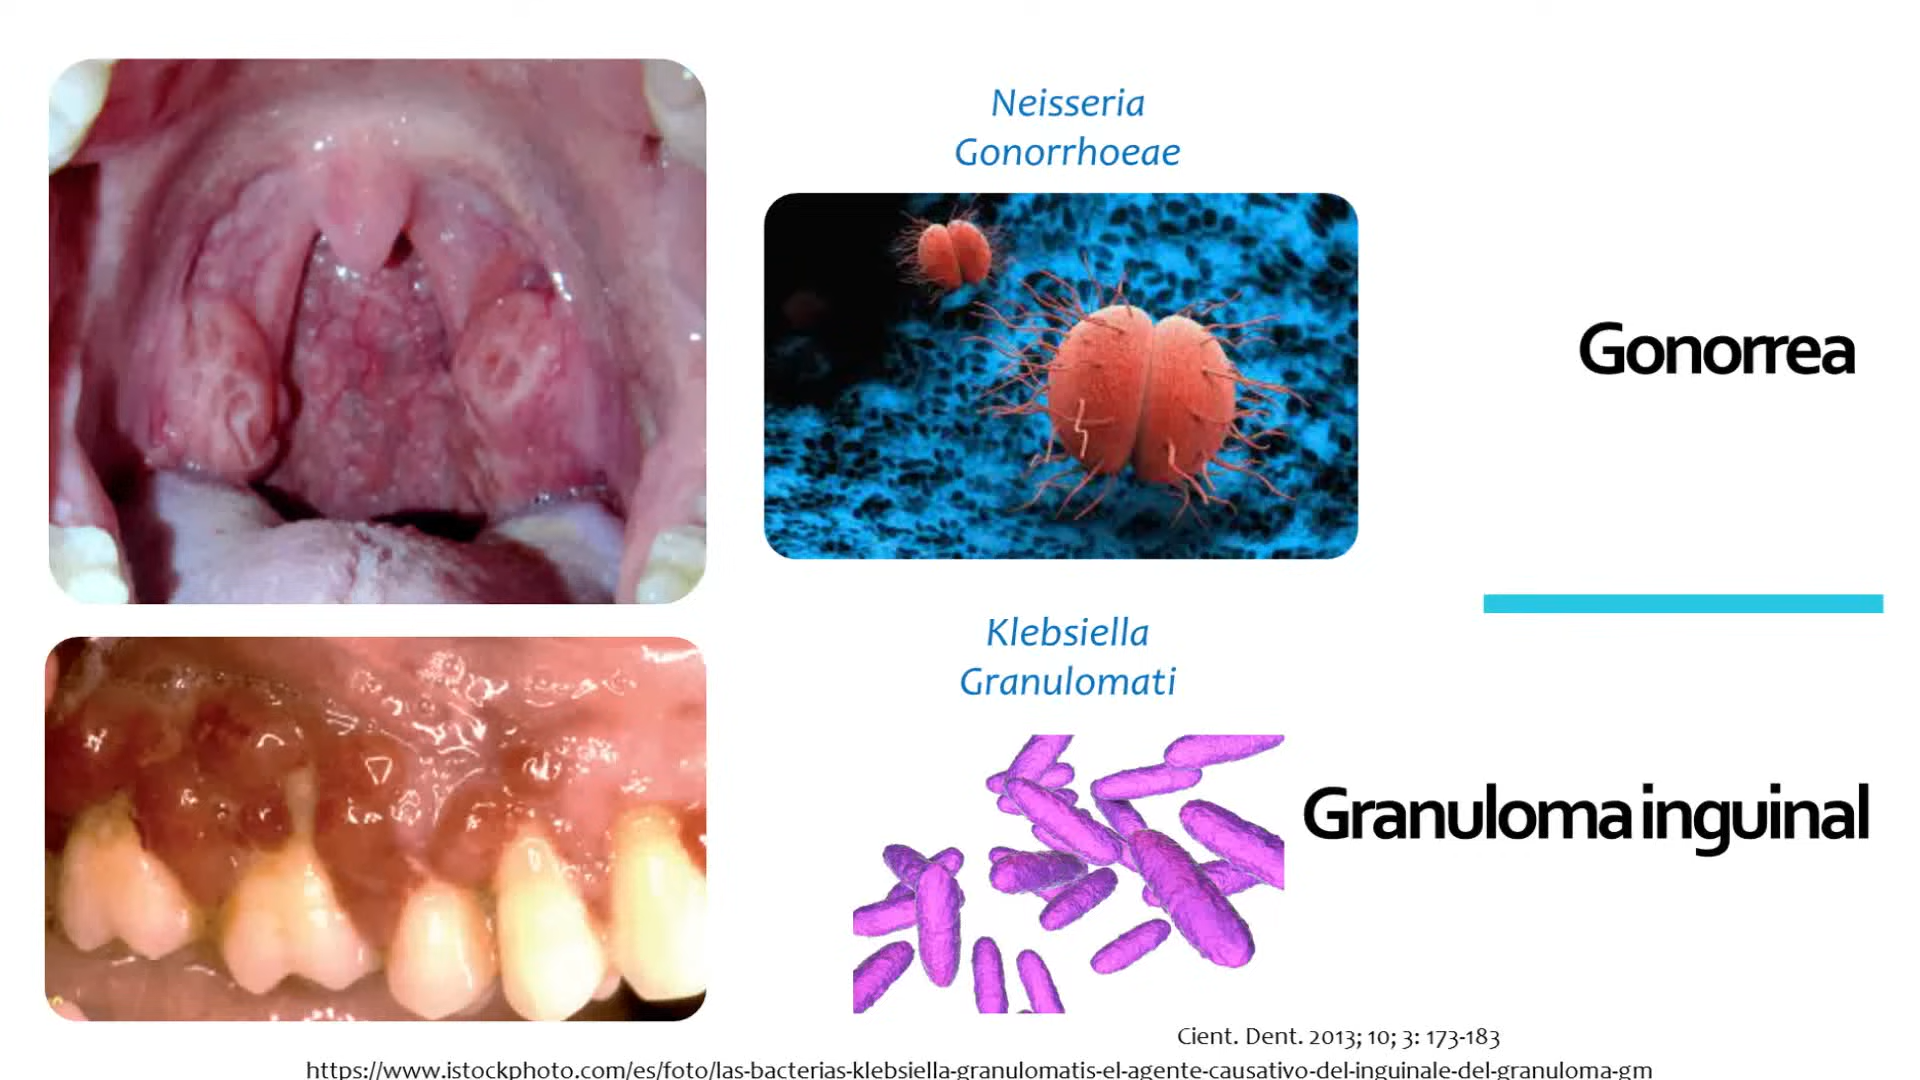 Neisseria
Gonorrhoeae
Gonorrea
Klebsiella
Granulomati
Granuloma inguinal
Cient. Dent. 2013; 10; 3: 173-183
https://www.istockphoto.com/es/foto/las-bacterias-klebsiella-granulomatis-el-agente-causativo-del-inguinale-del-granuloma-gm